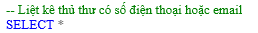 -- Liệt kê thủ thư có số điện thoại hoặc email
SELECT *